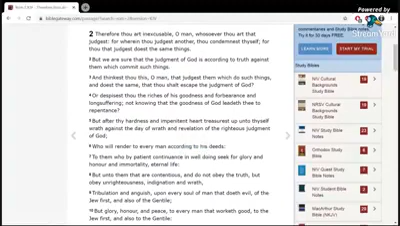 Powered by
biblegateway.com/passage/?search=rom+2&version=KJV
2 Therefore thou art inexcusable, O man, whosoever thou art that
judgest: for wherein thou judgest another, thou condemnest thyself; for
thou that judgest doest the same things.
2 But we are sure that the judgment of God is according to truth against
them which commit such things.
3 And thinkest thou this, O man, that judgest them which do such things,
and doest the same, that thou shalt escape the judgment of God?
4 Or despisest thou the riches of his goodness and forbearance and
longsuffering; not knowing that the goodness of God leadeth thee to
repentance?
5 But after thy hardness and impenitent heart treasurest up unto thyself
wrath against the day of wrath and revelation of the righteous judgment
of God;
6 Who will render to every man according to his deeds:
7 To them who by patient continuance in well doing seek for glory and
honour and immortality, eternal life:
8 But unto them that are contentious, and do not obey the truth, but
obey unrighteousness, indignation and wrath,
9 Tribulation and anguish, upon every soul of man that doeth evil, of the
Jew first, and also of the Gentile;
10 But glory, honour, and peace, to every man that worketh good, to the
Jew first, and also to the Gentile:
commentaries and Study Bible notes.
Try it for 30 days FREE.
LEARN MORE
START MY TRIAL
Study Bibles
NIV Cultural
Backgrounds
Study Bible
NRSV Cultural
Backgrounds
Study Bible
NIV Study Bible
Notes
Orthodox Study
Bible
NIV Quest Study
Bible Notes
NIV Student Bible
Notes
MacArthur Study
Bible (NKJV)